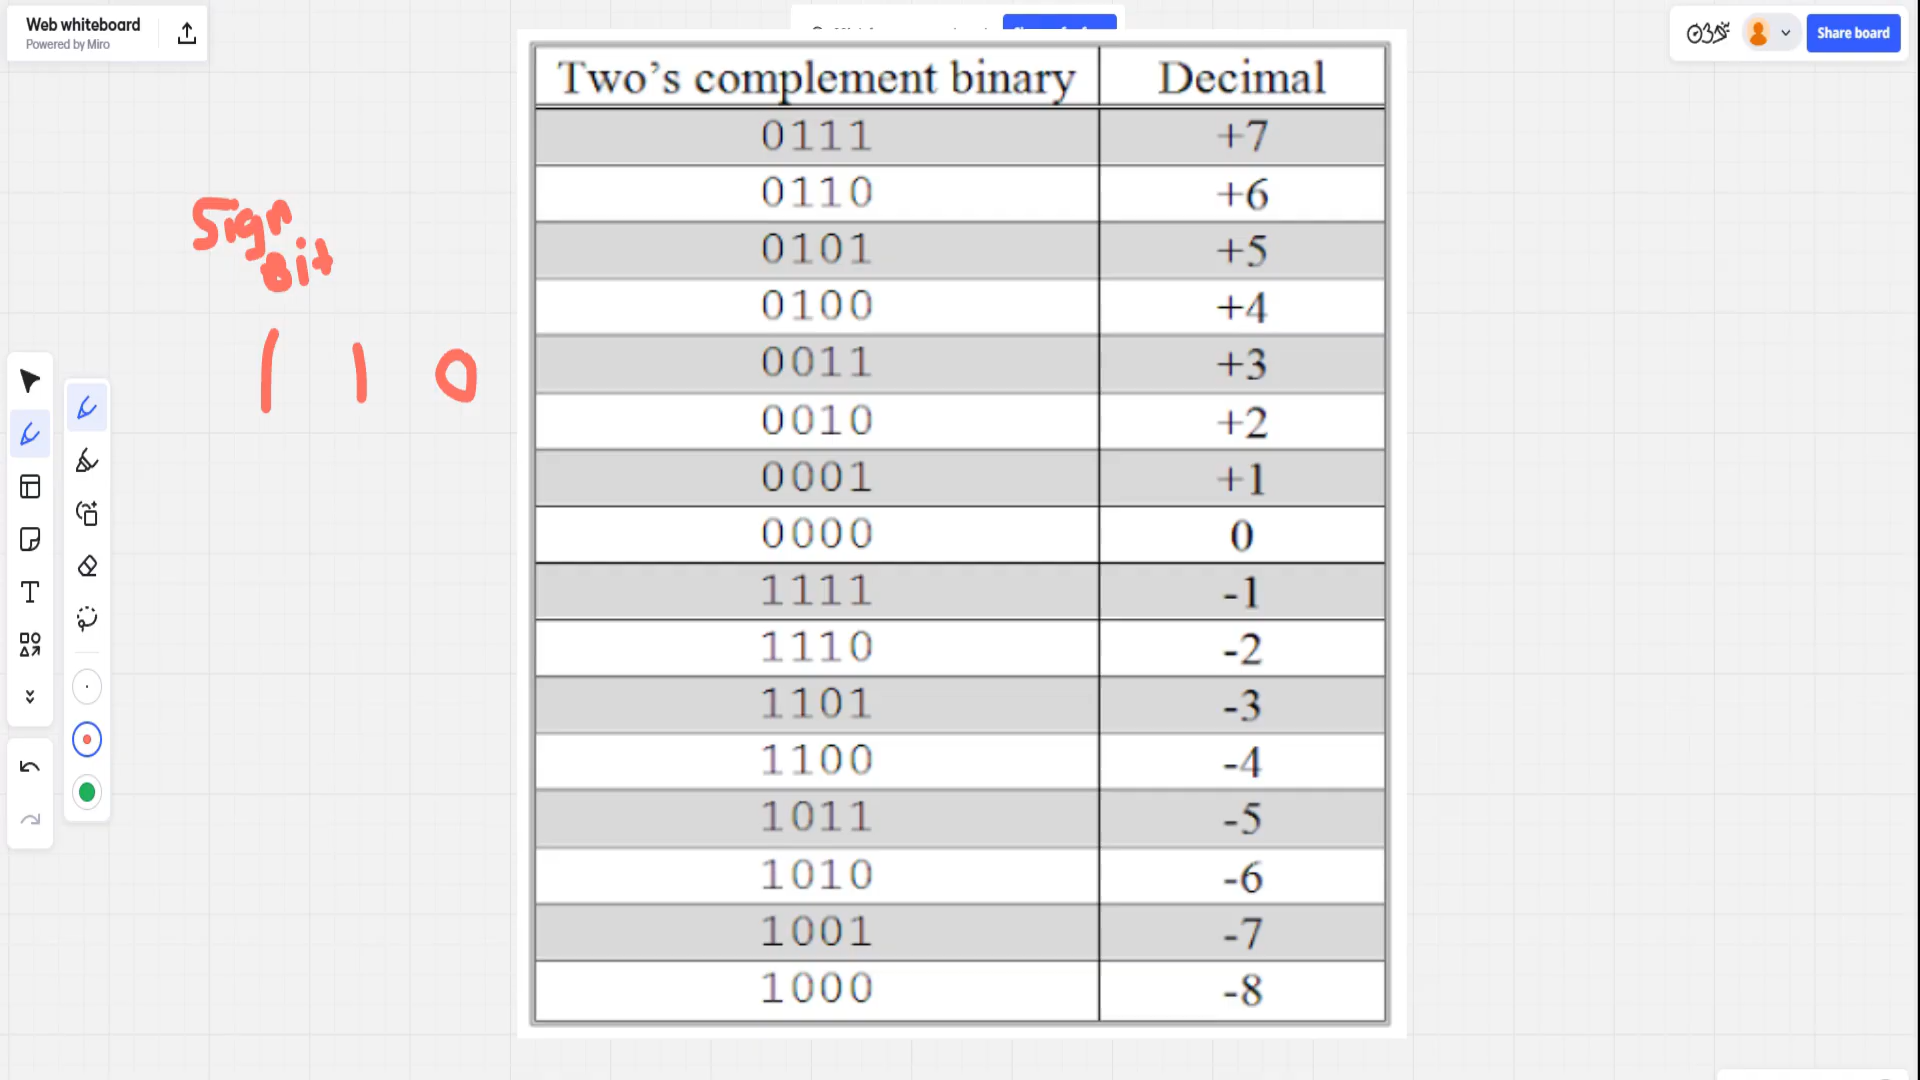 Web whiteboard
Powered by Miro
Share board
Sign
Bit
1 1 0
Two's complement binary Decimal
0111 +7
0110 +6
0101 +5
0100 +4
0011 +3
0010 +2
0001 +1
0000 0
1111 -1
1110 -2
1101 -3
1100 -4
1011 -5
1010 -6
1001 -7
1000 -8